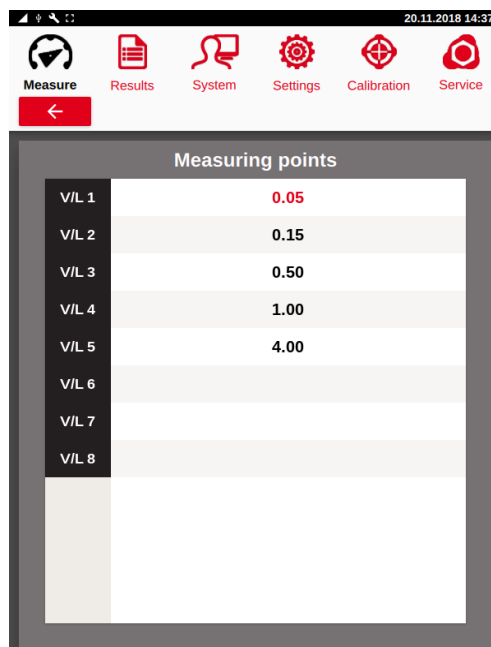 20.11.2018 14:37
Measure Results System Settings Calibration Service
Measuring points
V/L 1 0.05
V/L 2 0.15
V/L 3 0.50
V/L 4 1.00
V/L 5 4.00
V/L 6
V/L 7
V/L 8